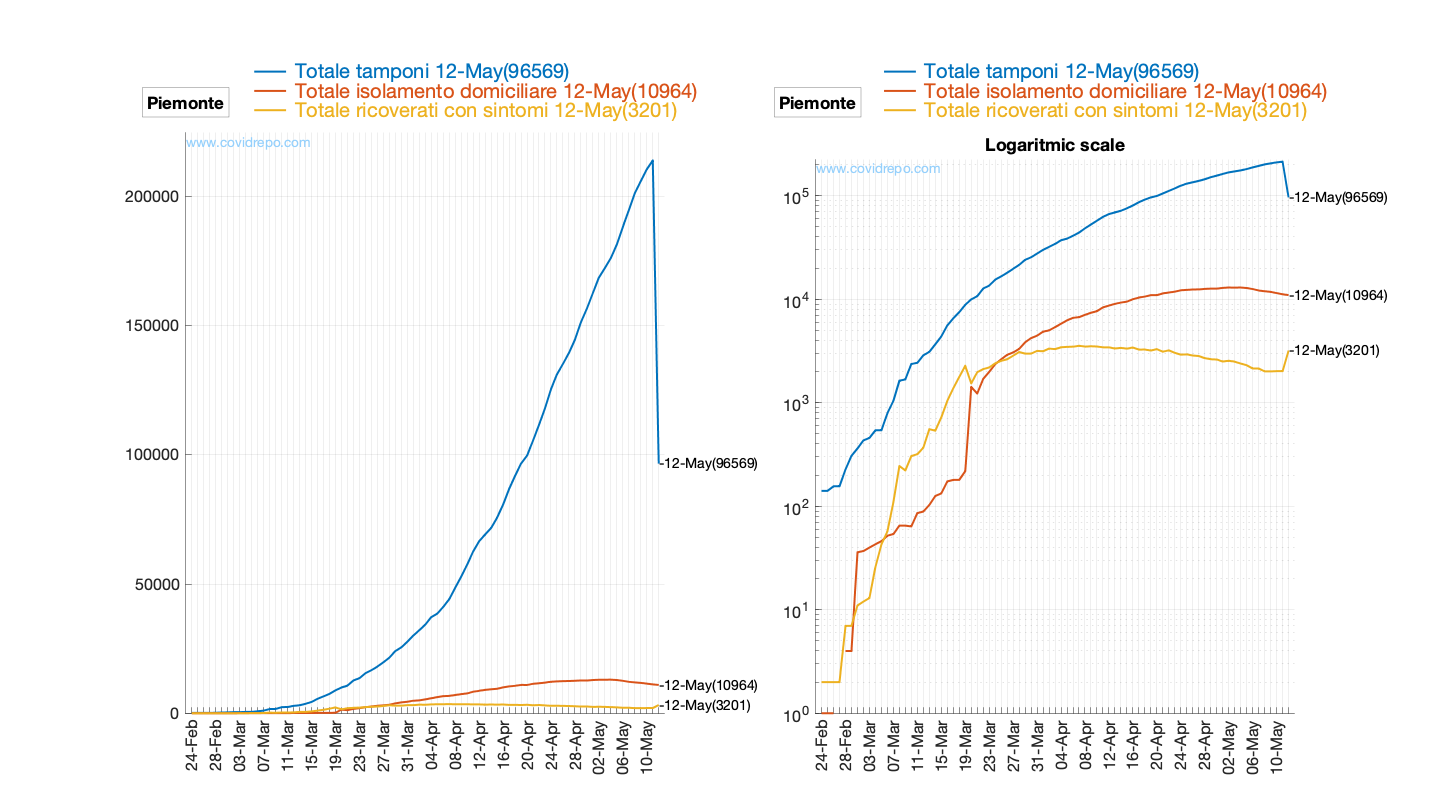 Totale tamponi 12-May(96569)
Totale isolamento domiciliare 12-May(10964)
Totale ricoverati con sintomi 12-May(3201)
Piemonte
www.covidrepo.com
200000
150000
100000
50000
0
12-May(96569)
12-May(10964)
12-May(3201)
24-Feb 28-Feb 03-Mar 07-Mar 11-Mar 15-Mar 19-Mar 23-Mar 27-Mar 31-Mar 04-Apr 08-Apr 12-Apr 16-Apr 20-Apr 24-Apr 28-Apr 02-May 06-May 10-May
Totale tamponi 12-May(96569)
Totale isolamento domiciliare 12-May(10964)
Totale ricoverati con sintomi 12-May(3201)
Piemonte
Logaritmic scale
www.covidrepo.com
10^5
10^4
10^3
10^2
10^1
10^0
12-May(96569)
12-May(10964)
12-May(3201)
24-Feb 28-Feb 03-Mar 07-Mar 11-Mar 15-Mar 19-Mar 23-Mar 27-Mar 31-Mar 04-Apr 08-Apr 12-Apr 16-Apr 20-Apr 24-Apr 28-Apr 02-May 06-May 10-May